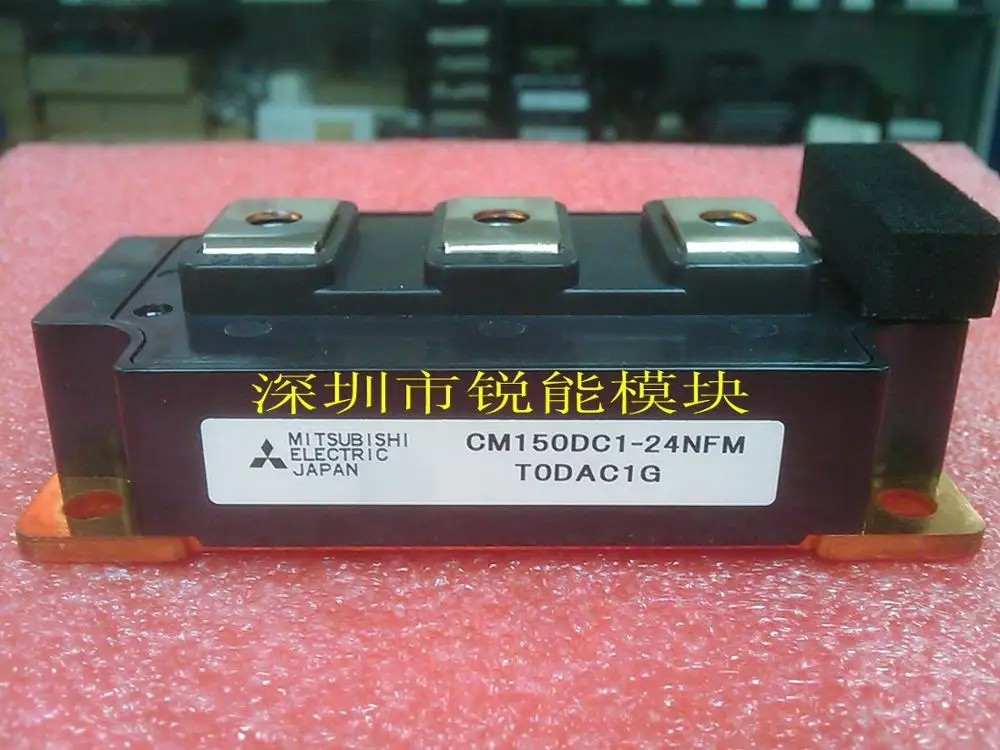 深圳市锐能模块
MITSUBISHI
ELECTRIC
JAPAN
CM150DC1-24NFM
T0DAC1G